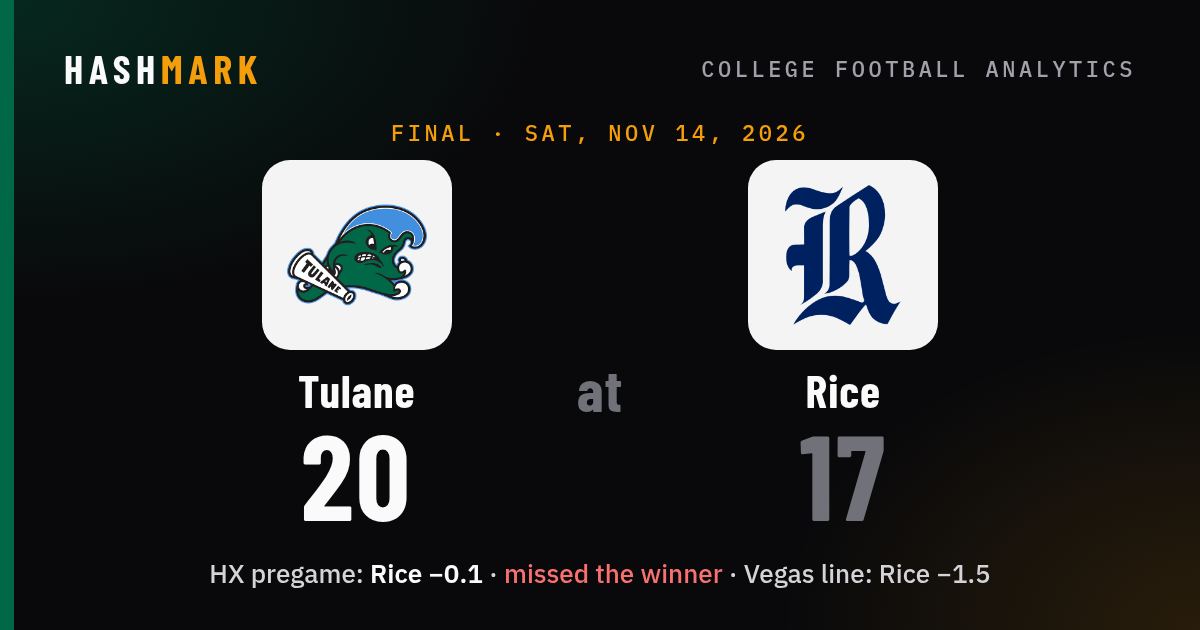 HASHMARK
COLLEGE FOOTBALL ANALYTICS
FINAL · SAT, NOV 14, 2026
TULANE
R
Tulane
at
Rice
20
17
HX pregame: Rice −0.1 · missed the winner · Vegas line: Rice −1.5